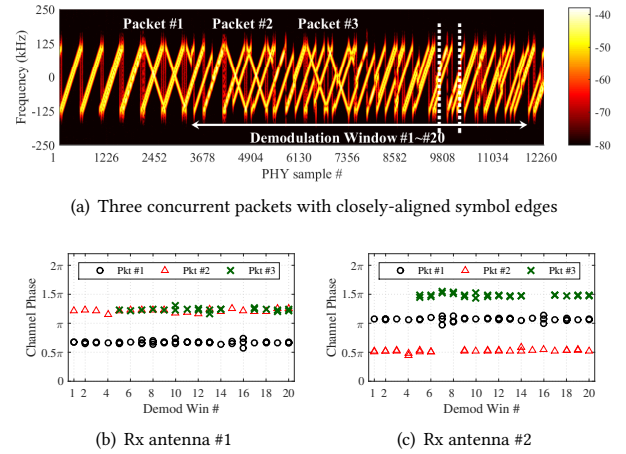 Packet #1 Packet #2 Packet #3
250
125
0
-125
-250
Frequency (kHz)
Demodulation Window #1~#20
1 1226 2452 3678 4904 6130 7356 8582 9808 11034 12260
PHY sample #
-40
-50
-60
-70
-80
(a) Three concurrent packets with closely-aligned symbol edges
Pkt #1 Pkt #2 Pkt #3
2π
1.5π
π
0.5π
0
Channel Phase
1 2 4 6 8 10 12 14 16 18 20
Demod Win #
(b) Rx antenna #1
Pkt #1 Pkt #2 Pkt #3
2π
1.5π
π
0.5π
0
Channel Phase
1 2 4 6 8 10 12 14 16 18 20
Demod Win #
(c) Rx antenna #2